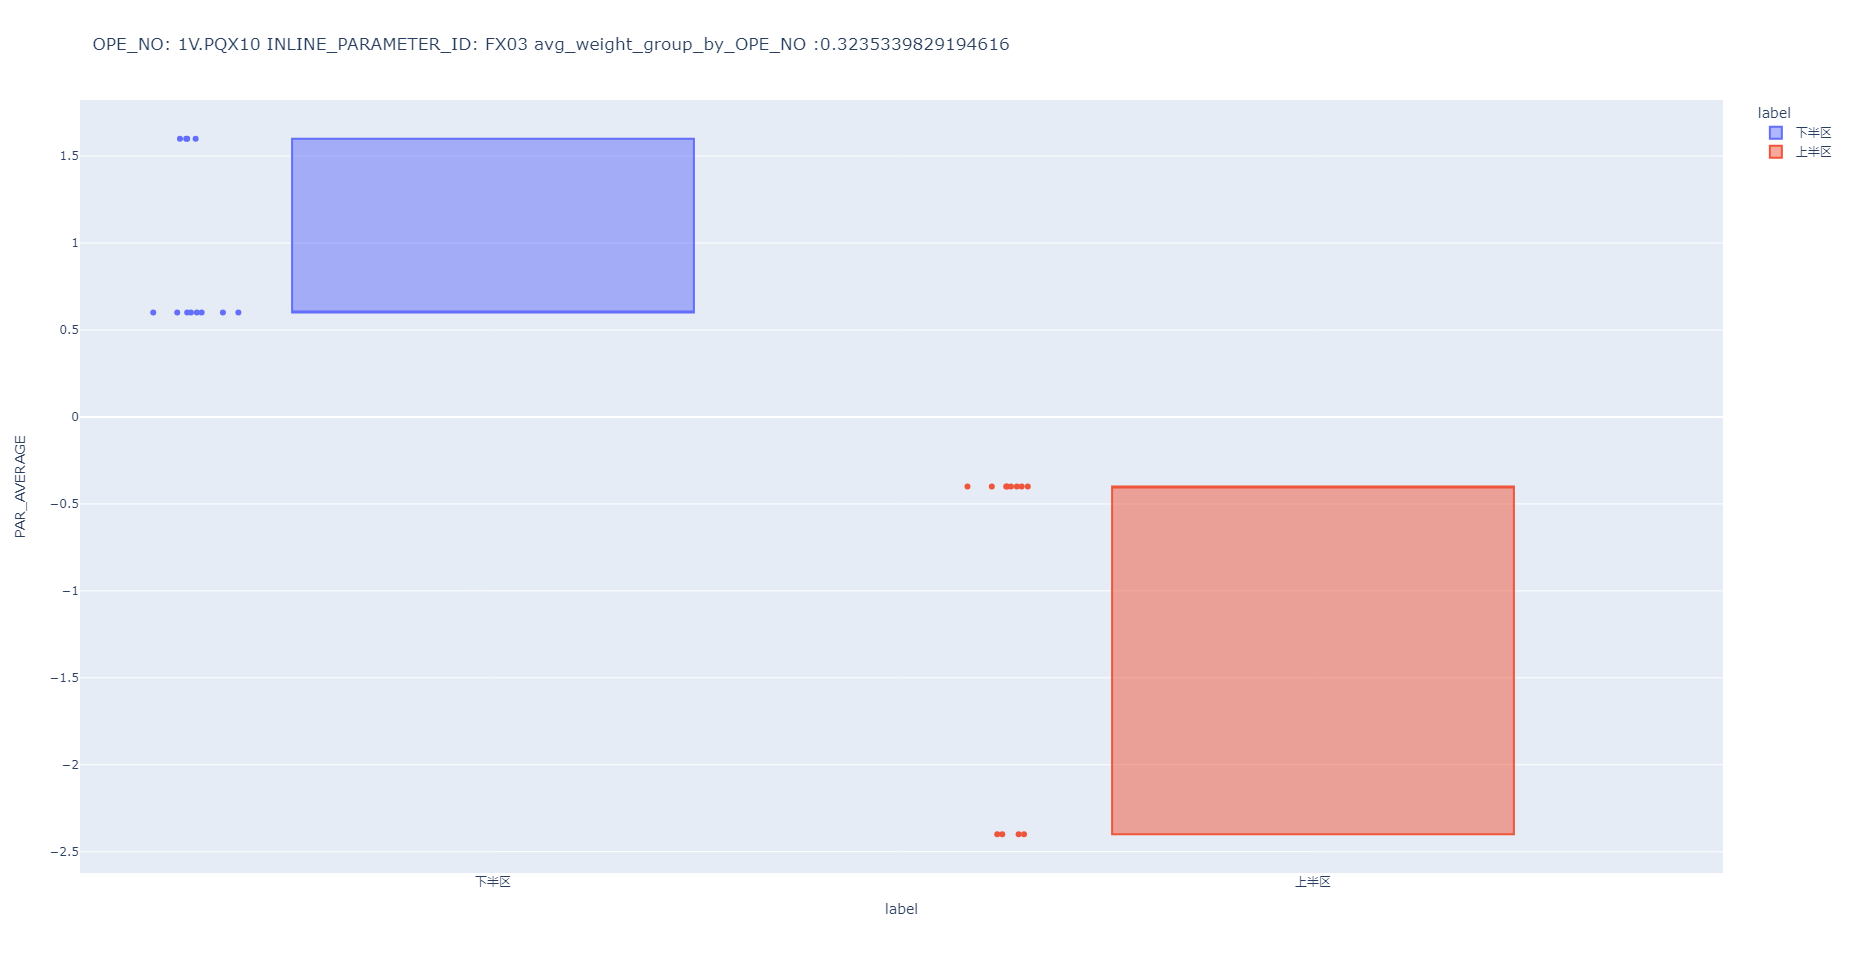 OPE_NO: 1V.PQX10 INLINE_PARAMETER_ID: FX03 avg_weight_group_by_OPE_NO :0.3235339829194616
label
下半区
上半区
1.5
1
0.5
0
−0.5
−1
−1.5
−2
−2.5
PAR_AVERAGE
下半区
上半区
label